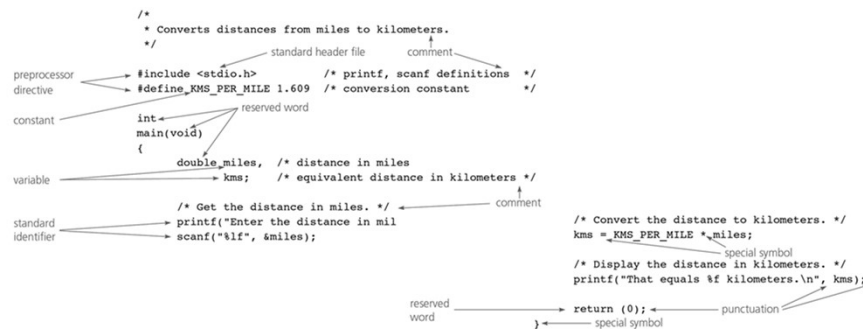 /*
* Converts distances from miles to kilometers.
*/
standard header file comment
preprocessor directive
#include <stdio.h> /* printf, scanf definitions */
#define KMS_PER_MILE 1.609 /* conversion constant */
constant
reserved word
int
main(void)
{
double miles, /* distance in miles
variable
kms; /* equivalent distance in kilometers */
comment
/* Get the distance in miles. */
standard identifier
printf("Enter the distance in mil
scanf("%lf", &miles);
/* Convert the distance to kilometers. */
kms = KMS_PER_MILE * miles;
special symbol
/* Display the distance in kilometers. */
printf("That equals %f kilometers.\n", kms);
reserved word
return (0); punctuation
} special symbol